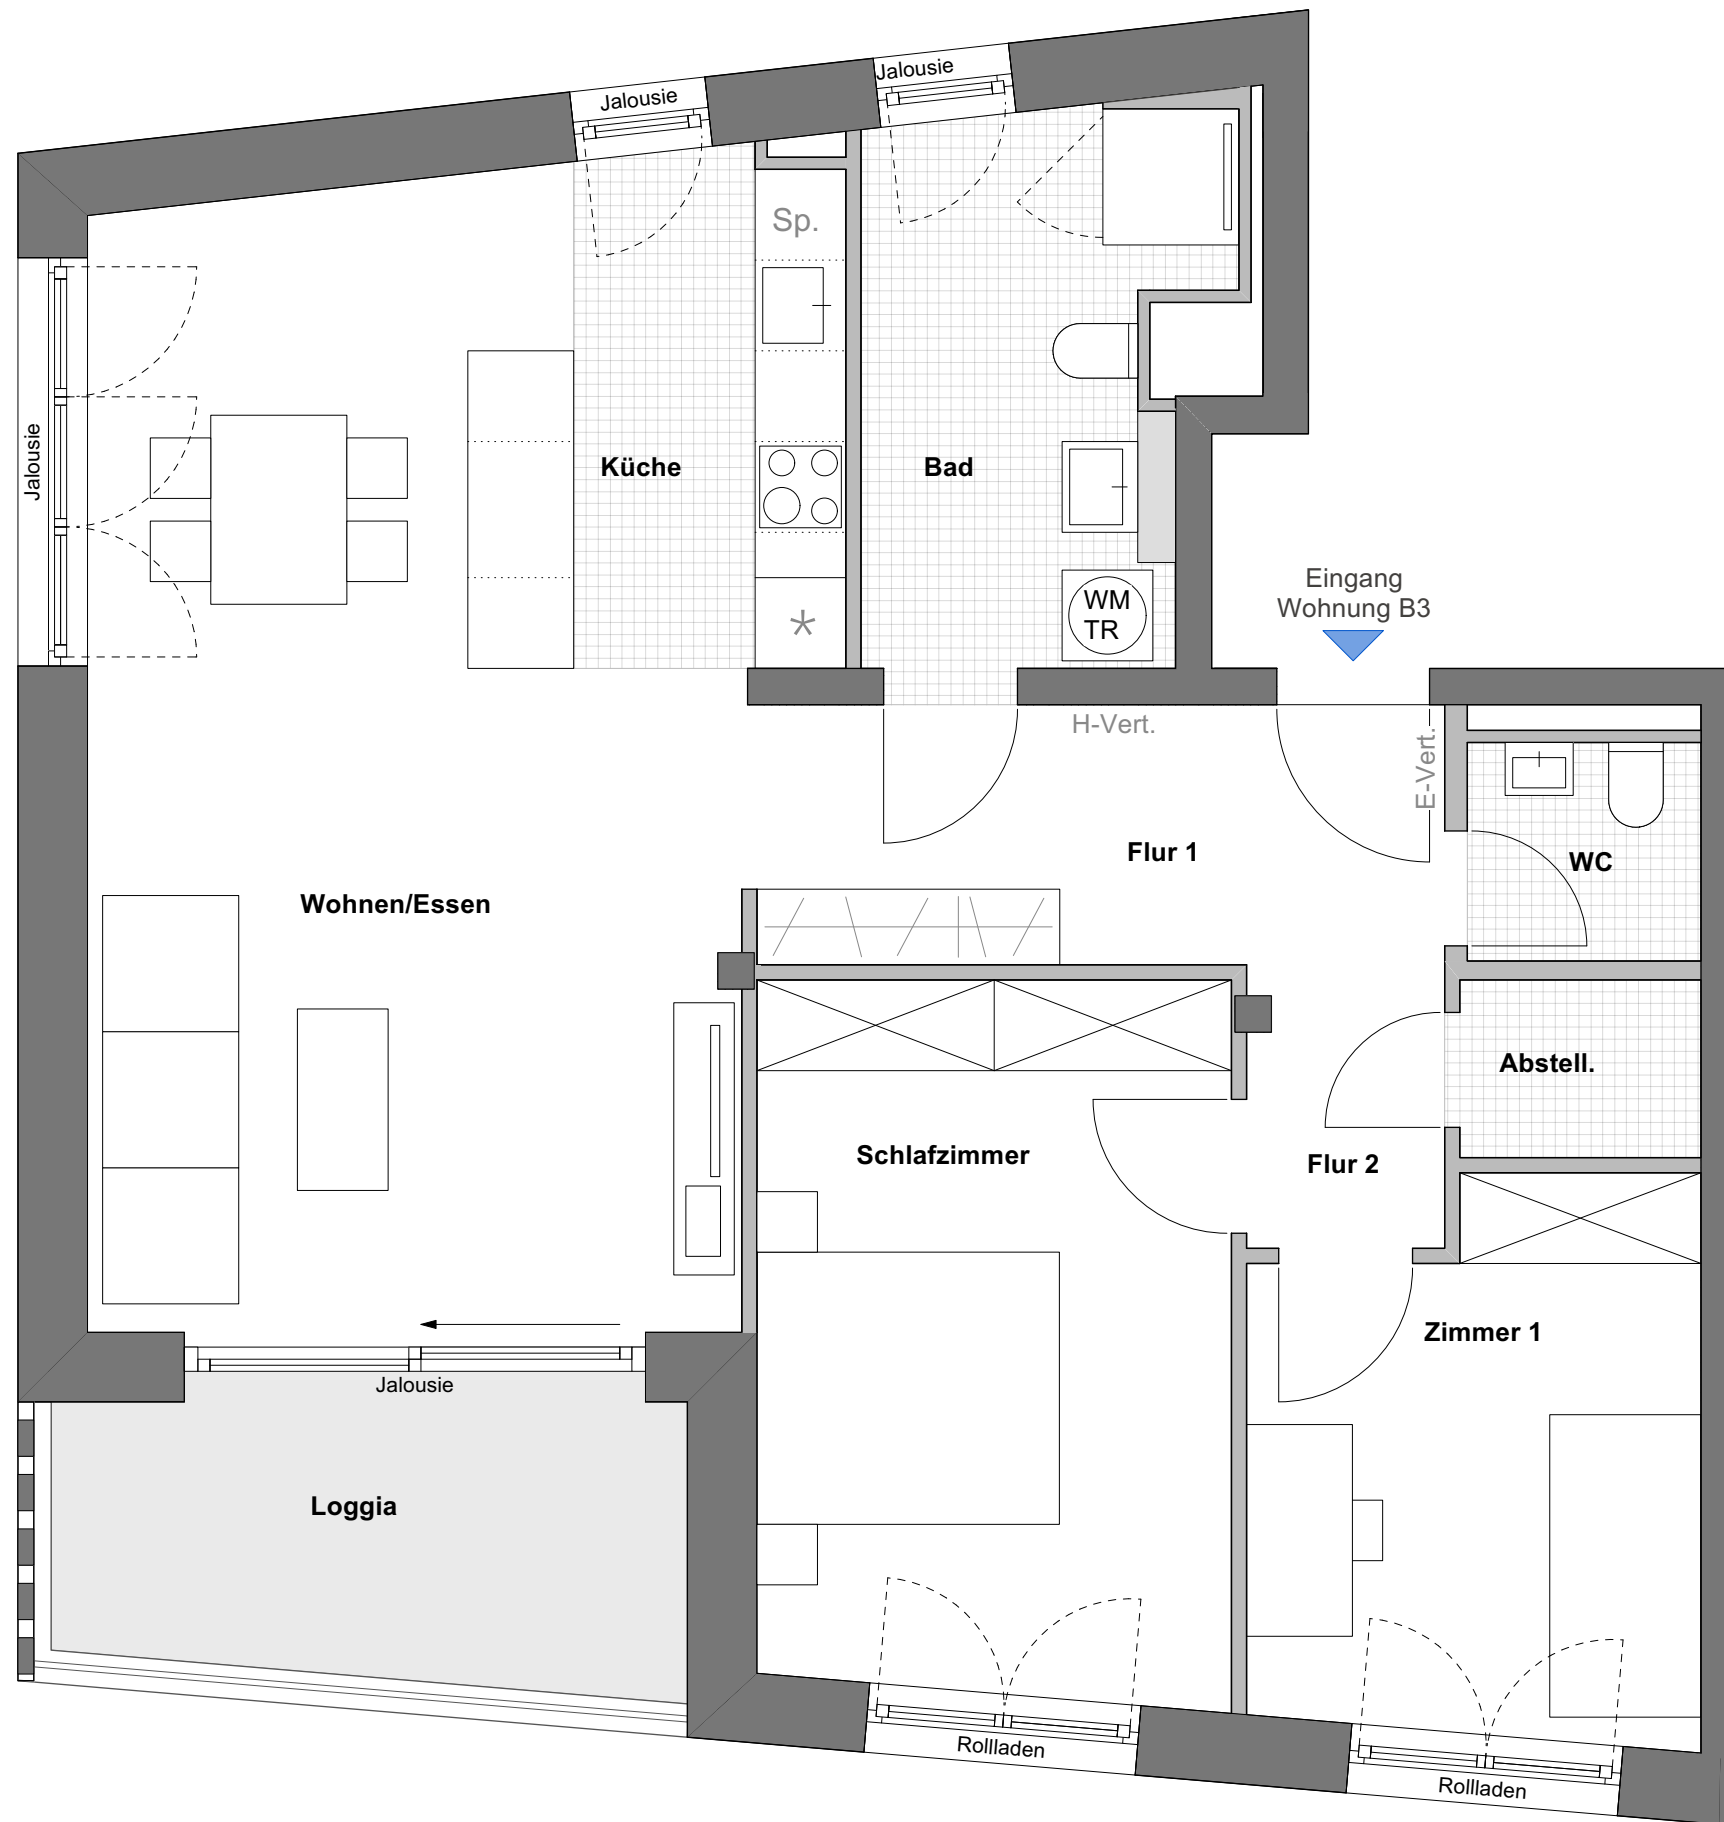 Jalousie
Jalousie
Sp.
Jalousie
Küche
Bad
WM
TR
Eingang
Wohnung B3
H-Vert.
E-Vert.
Flur 1
WC
Wohnen/Essen
Abstell.
Schlafzimmer
Flur 2
Zimmer 1
Jalousie
Loggia
Rollladen
Rollladen